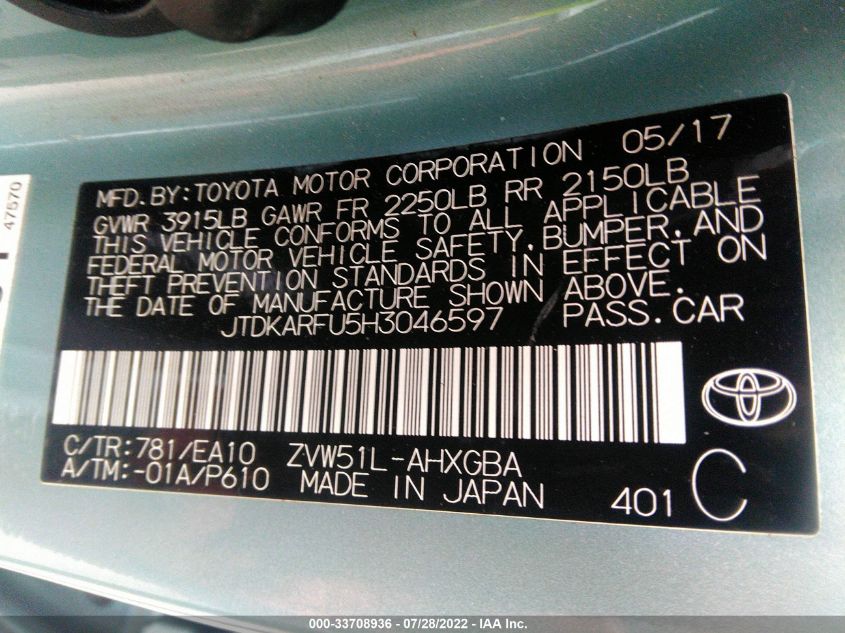 47570
MFD.BY:TOYOTA MOTOR CORPORATION 05/17
GVWR 3915LB GAWR FR 2250LB RR 2150LB
THIS VEHICLE CONFORMS TO ALL APPLICABLE
FEDERAL MOTOR VEHICLE SAFETY,BUMPER,AND
THEFT PREVENTION STANDARDS IN EFFECT ON
THE DATE OF MANUFACTURE SHOWN ABOVE.
JTDKARFU5H3046597 PASS.CAR
C/TR:781/EA10 ZVW51L-AHXGBA
A/TM:-01A/P610 MADE IN JAPAN 401 C
000-33708936 - 07/28/2022 - IAA Inc.